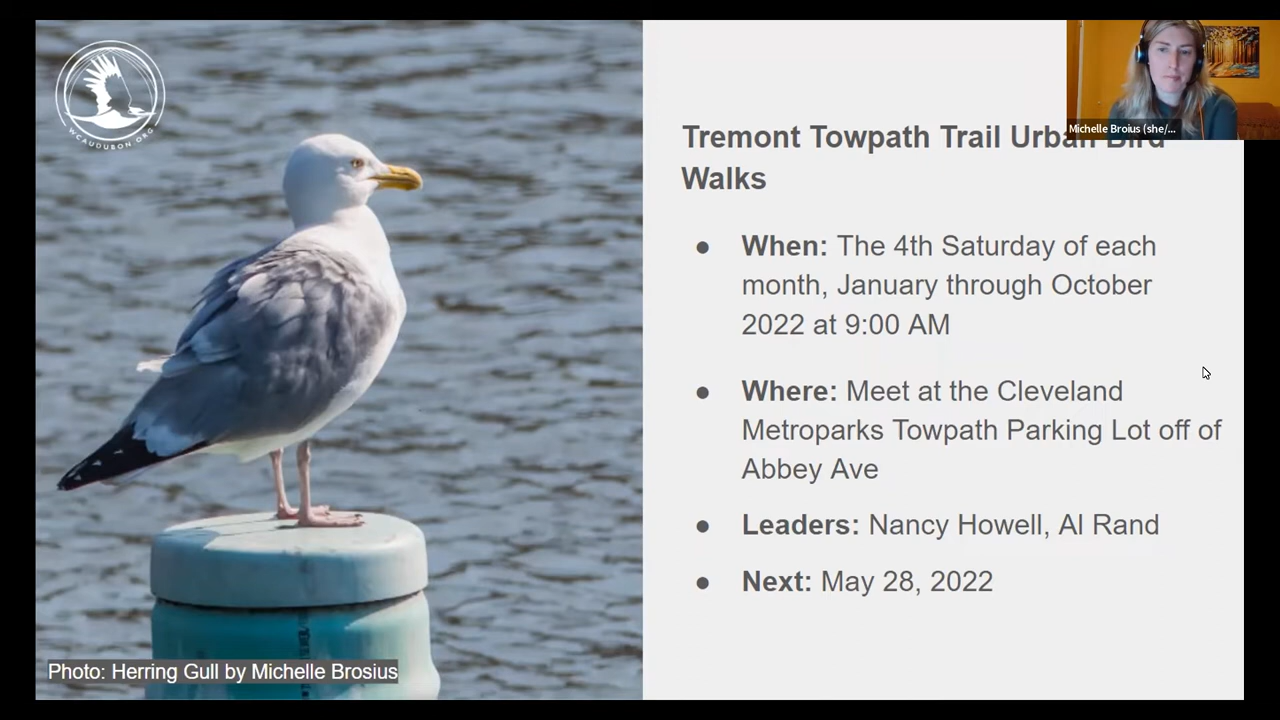 WCAUDUBON.ORG
Michelle Broius (she/...
Tremont Towpath Trail Urban Bird
Walks
● When: The 4th Saturday of each
month, January through October
2022 at 9:00 AM
● Where: Meet at the Cleveland
Metroparks Towpath Parking Lot off of
Abbey Ave
● Leaders: Nancy Howell, Al Rand
● Next: May 28, 2022
Photo: Herring Gull by Michelle Brosius